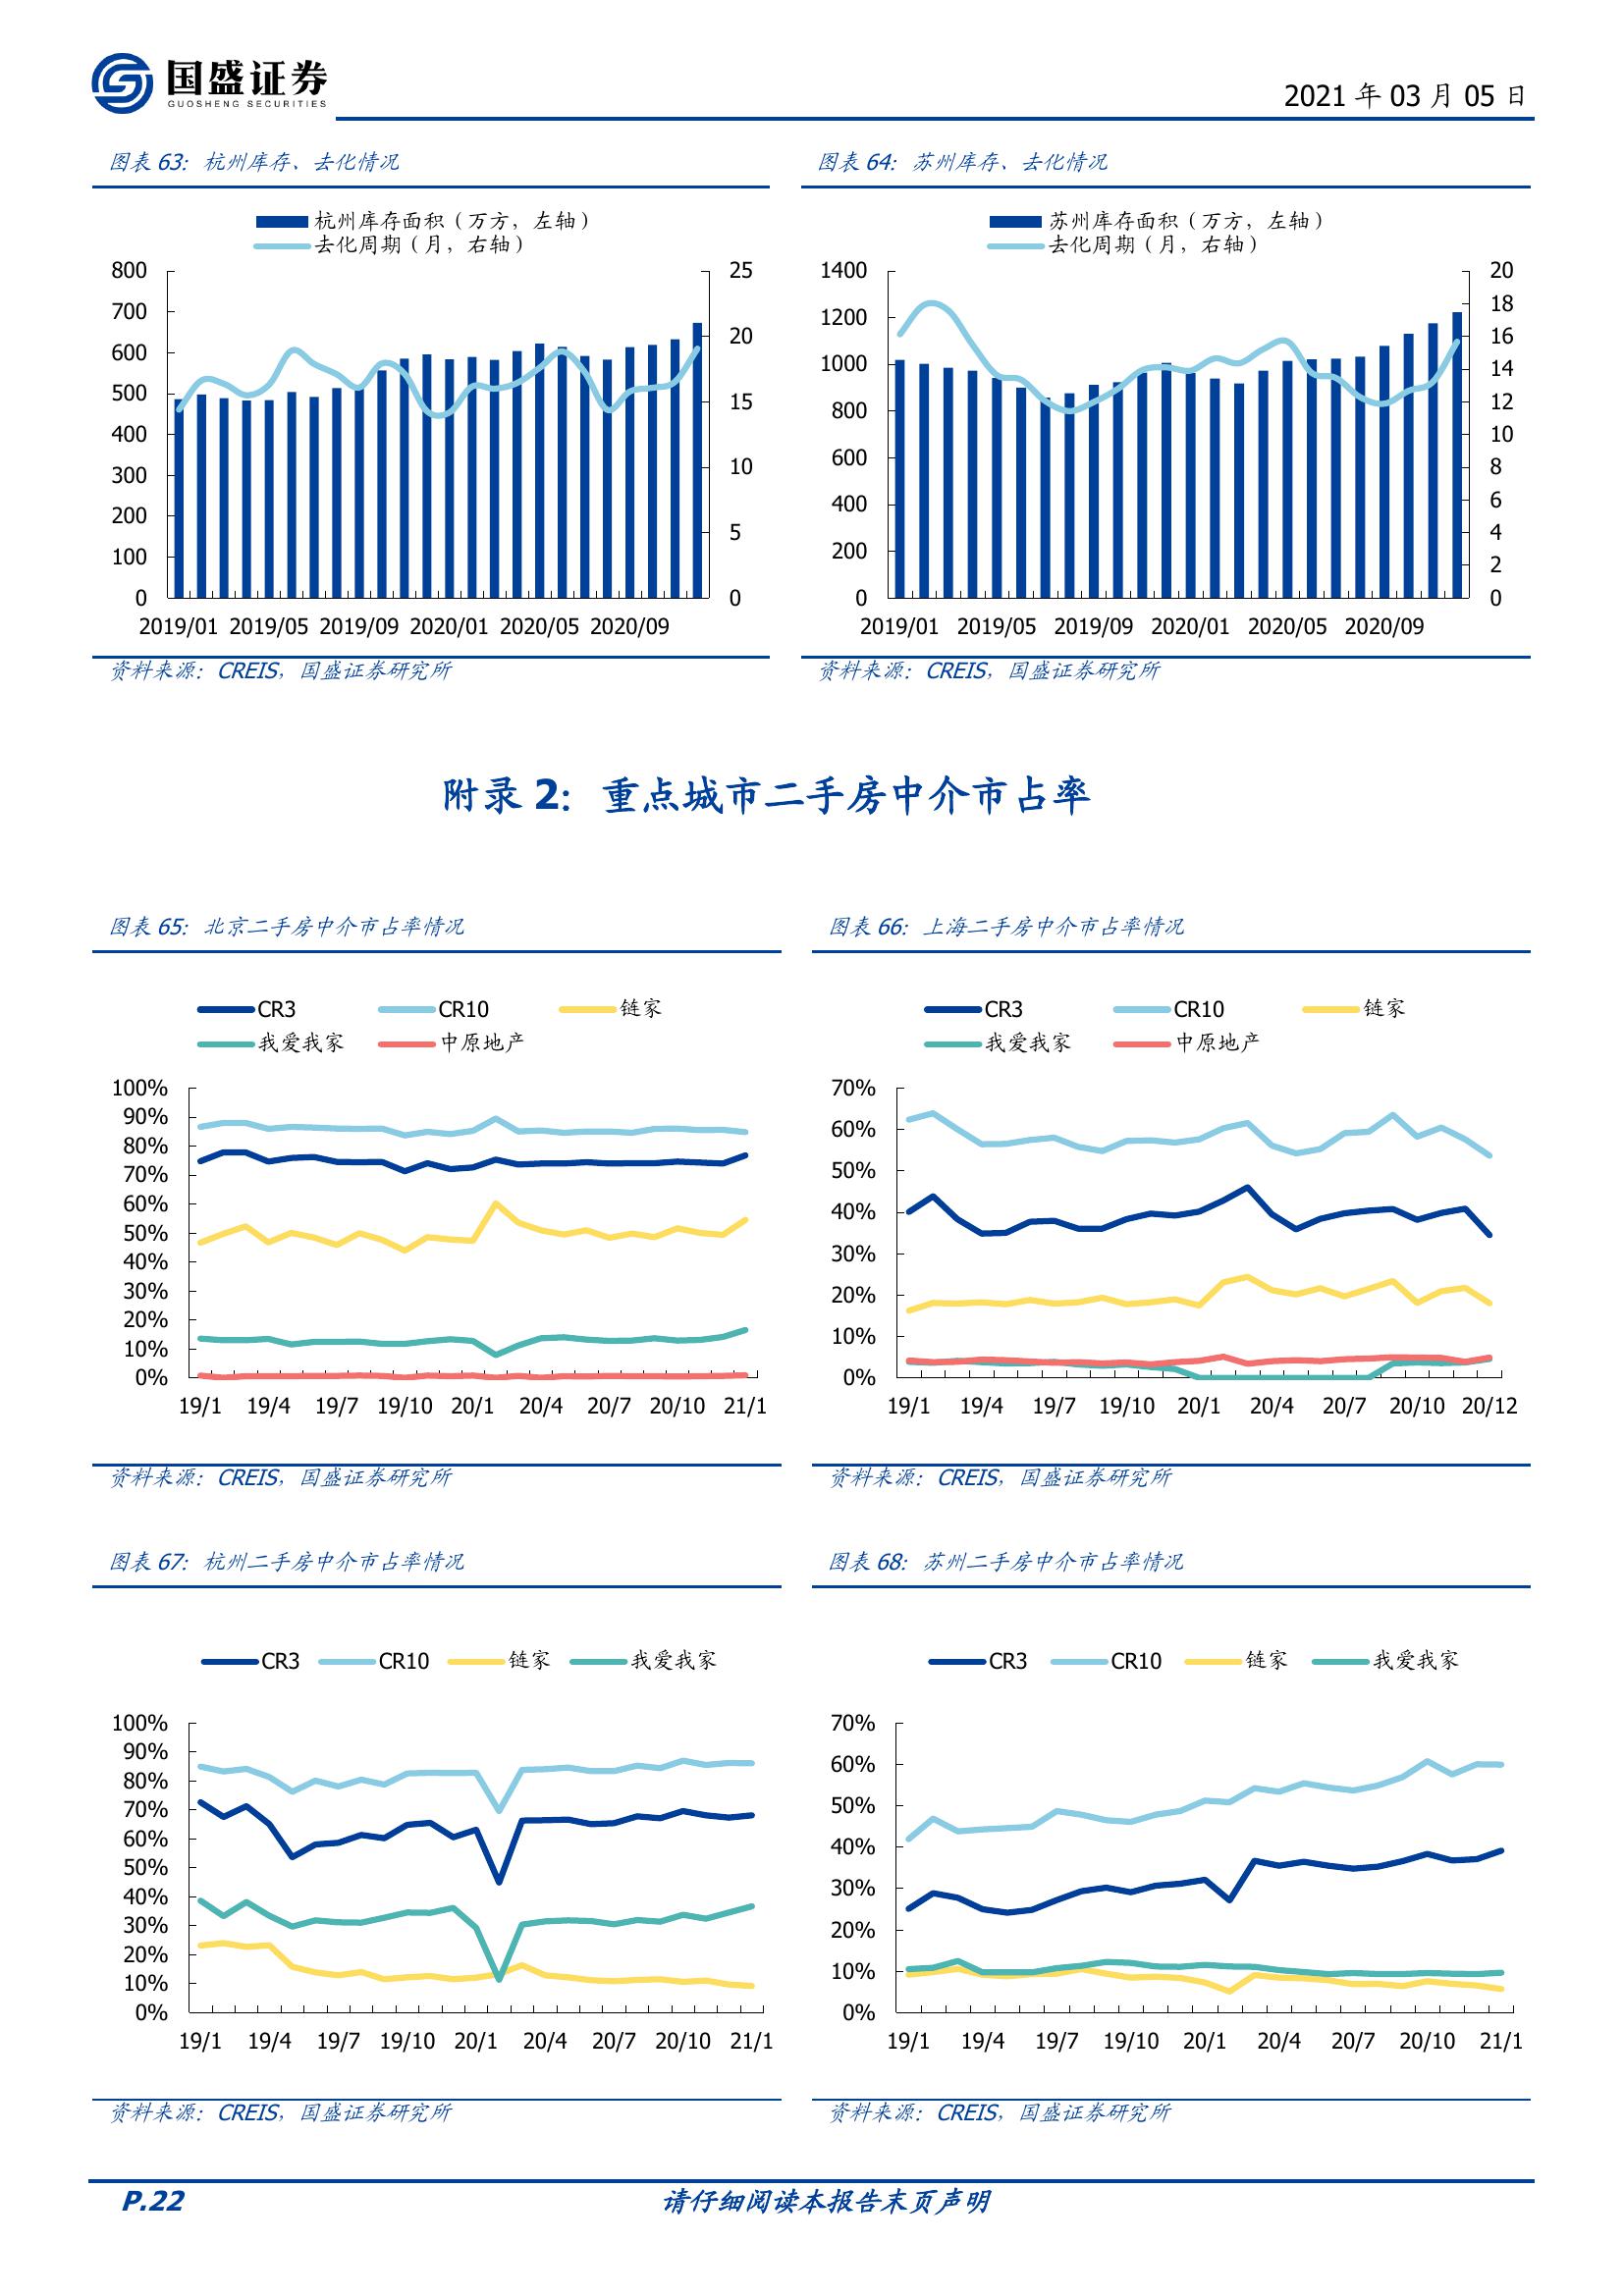 国盛证券
GUOSHENG SECURITIES
2021 年 03 月 05 日
图表 63：杭州库存、去化情况
杭州库存面积（万方，左轴）
去化周期（月，右轴）
800
700
600
500
400
300
200
100
0
25
20
15
10
5
0
2019/01 2019/05 2019/09 2020/01 2020/05 2020/09
资料来源：CREIS，国盛证券研究所
图表 64：苏州库存、去化情况
苏州库存面积（万方，左轴）
去化周期（月，右轴）
1400
1200
1000
800
600
400
200
0
20
18
16
14
12
10
8
6
4
2
0
2019/01 2019/05 2019/09 2020/01 2020/05 2020/09
资料来源：CREIS，国盛证券研究所
附录 2：重点城市二手房中介市占率
图表 65：北京二手房中介市占率情况
CR3 CR10 链家
我爱我家 中原地产
100%
90%
80%
70%
60%
50%
40%
30%
20%
10%
0%
19/1 19/4 19/7 19/10 20/1 20/4 20/7 20/10 21/1
资料来源：CREIS，国盛证券研究所
图表 66：上海二手房中介市占率情况
CR3 CR10 链家
我爱我家 中原地产
70%
60%
50%
40%
30%
20%
10%
0%
19/1 19/4 19/7 19/10 20/1 20/4 20/7 20/10 20/12
资料来源：CREIS，国盛证券研究所
图表 67：杭州二手房中介市占率情况
CR3 CR10 链家 我爱我家
100%
90%
80%
70%
60%
50%
40%
30%
20%
10%
0%
19/1 19/4 19/7 19/10 20/1 20/4 20/7 20/10 21/1
资料来源：CREIS，国盛证券研究所
图表 68：苏州二手房中介市占率情况
CR3 CR10 链家 我爱我家
70%
60%
50%
40%
30%
20%
10%
0%
19/1 19/4 19/7 19/10 20/1 20/4 20/7 20/10 21/1
资料来源：CREIS，国盛证券研究所
P.22
请仔细阅读本报告末页声明